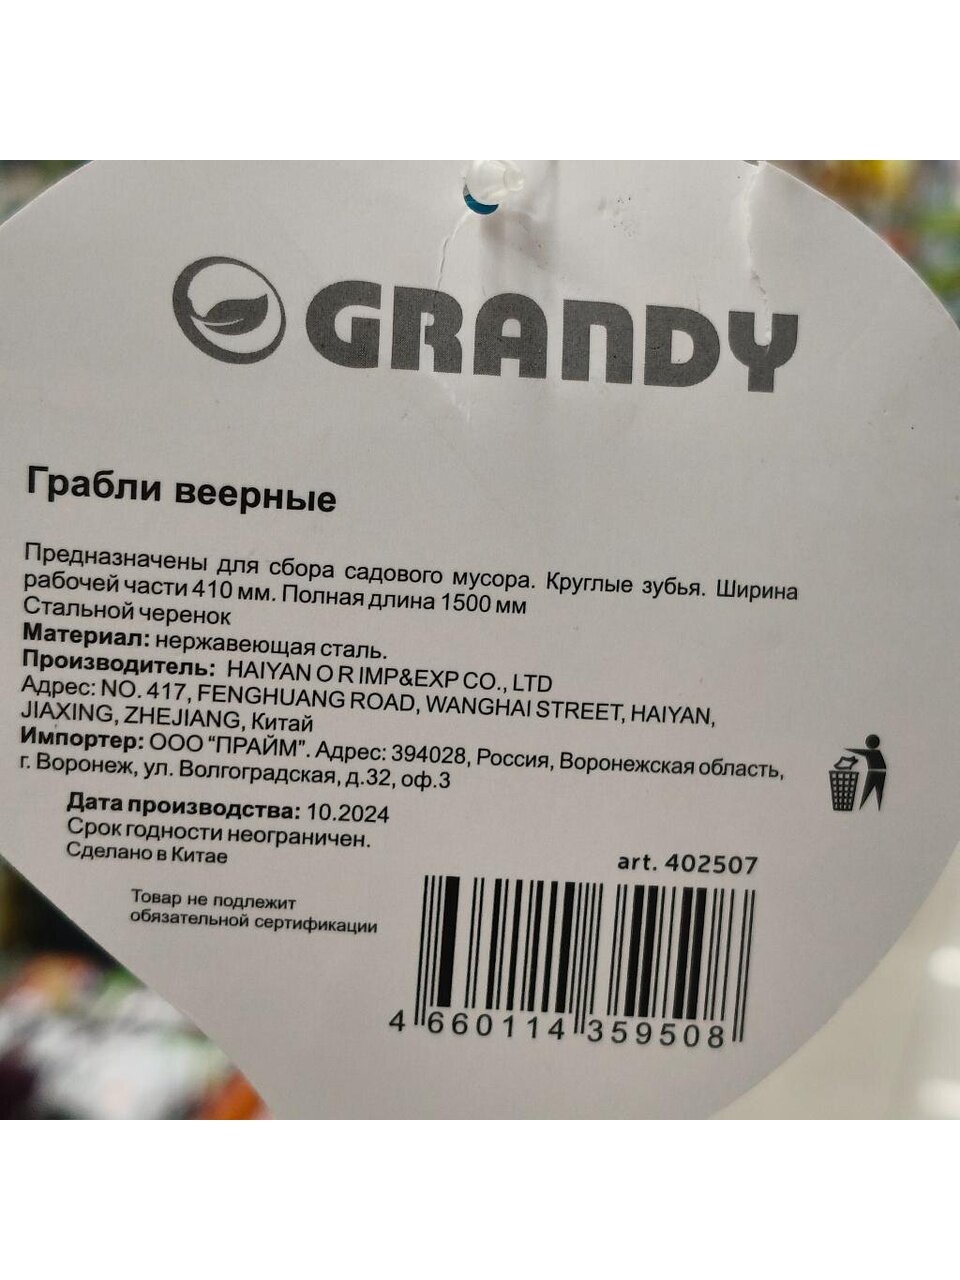 GRANDY
Грабли веерные
Предназначены для сбора садового мусора. Круглые зубья. Ширина
рабочей части 410 мм. Полная длина 1500 мм
Стальной черенок
Материал: нержавеющая сталь.
Производитель: HAIYAN O R IMP&EXP CO., LTD
Адрес: NO. 417, FENGHUANG ROAD, WANGHAI STREET, HAIYAN,
JIAXING, ZHEJIANG, Китай
Импортер: ООО "ПРАЙМ". Адрес: 394028, Россия, Воронежская область,
г. Воронеж, ул. Волгоградская, д.32, оф.3
Дата производства: 10.2024
Срок годности неограничен.
Сделано в Китае
art. 402507
Товар не подлежит
обязательной сертификации
4 660114 359508